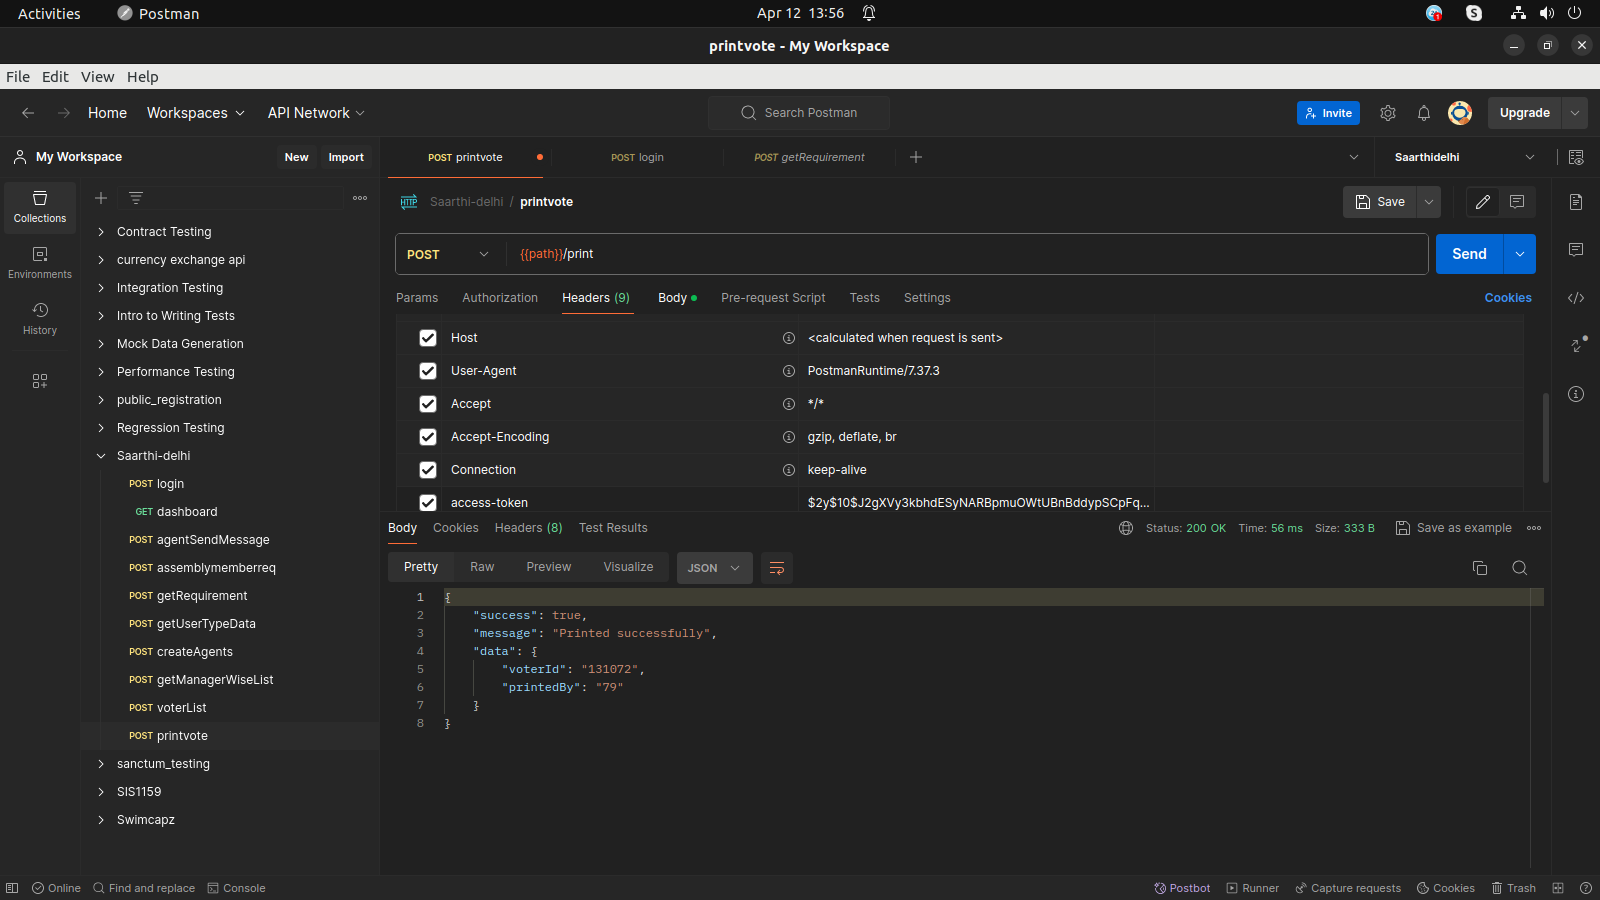 Activities Postman Apr 12 13:56
printvote - My Workspace
File Edit View Help
Home Workspaces API Network Search Postman Invite Upgrade
My Workspace New Import POST printvote POST login POST getRequirement Saarthidelhi
Collections
Environments
History
Contract Testing
currency exchange api
Integration Testing
Intro to Writing Tests
Mock Data Generation
Performance Testing
public_registration
Regression Testing
Saarthi-delhi
POST login
GET dashboard
POST agentSendMessage
POST assemblymemberreq
POST getRequirement
POST getUserTypeData
POST createAgents
POST getManagerWiseList
POST voterList
POST printvote
sanctum_testing
SIS1159
Swimcapz
HTTP Saarthi-delhi / printvote Save
POST {{path}}/print Send
Params Authorization Headers (9) Body Pre-request Script Tests Settings Cookies
Host <calculated when request is sent>
User-Agent PostmanRuntime/7.37.3
Accept */*
Accept-Encoding gzip, deflate, br
Connection keep-alive
access-token $2y$10$J2gXVy3kbhdESyNARBpmuOWtUBnBddypSCpFq...
Body Cookies Headers (8) Test Results Status: 200 OK Time: 56 ms Size: 333 B Save as example
Pretty Raw Preview Visualize JSON
1 {
2 "success": true,
3 "message": "Printed successfully",
4 "data": {
5 "voterId": "131072",
6 "printedBy": "79"
7 }
8 }
Online Find and replace Console Postbot Runner Capture requests Cookies Trash